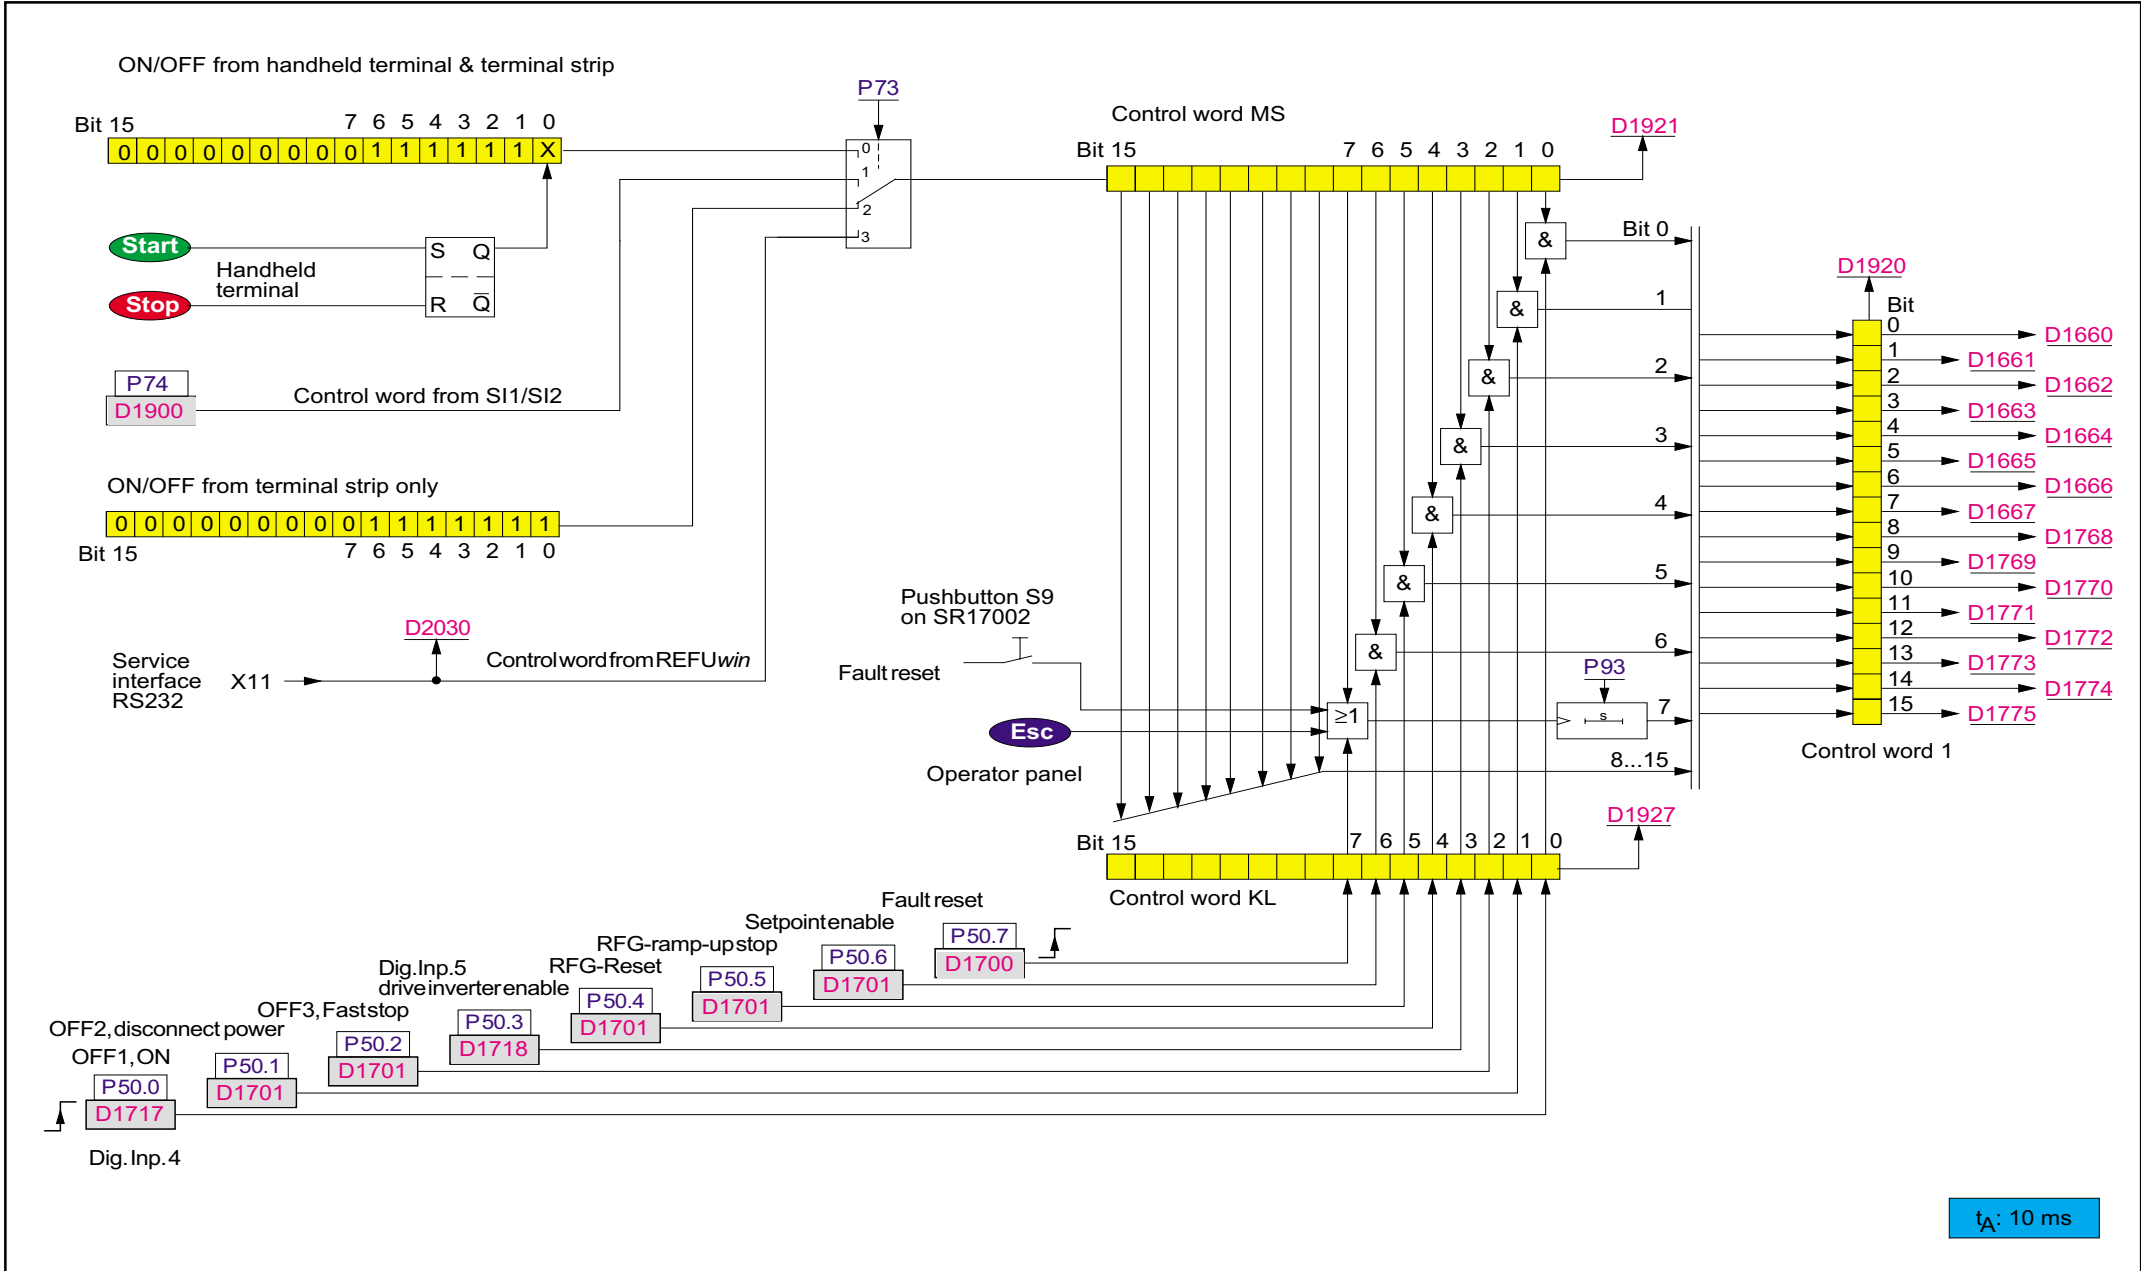 ON/OFF from handheld terminal & terminal strip
Bit 15 7 6 5 4 3 2 1 0
0 0 0 0 0 0 0 0 0 1 1 1 1 1 1 X
P73
0
1
2
3
Start
Stop
Handheld
terminal
S Q
R Q̅
P74
D1900
Control word from SI1/SI2
ON/OFF from terminal strip only
0 0 0 0 0 0 0 0 0 1 1 1 1 1 1 1
Bit 15 7 6 5 4 3 2 1 0
D2030
Service
interface
RS232
X11
Control word from REFUwin
Control word MS
Bit 15 7 6 5 4 3 2 1 0
D1921
& Bit 0
& 1
& 2
& 3
& 4
& 5
& 6
Pushbutton S9
on SR17002
Fault reset
Esc
Operator panel
≥1
P93
s
7
8...15
D1927
Bit 15 7 6 5 4 3 2 1 0
Control word KL
D1920
Bit
0 D1660
1 D1661
2 D1662
3 D1663
4 D1664
5 D1665
6 D1666
7 D1667
8 D1768
9 D1769
10 D1770
11 D1771
12 D1772
13 D1773
14 D1774
15 D1775
Control word 1
Fault reset
P50.7
D1700
Setpoint enable
P50.6
D1701
RFG-ramp-up stop
P50.5
D1701
RFG-Reset
P50.4
D1701
Dig. Inp. 5
drive inverter enable
P50.3
D1718
OFF3, Fast stop
P50.2
D1701
OFF2, disconnect power
P50.1
D1701
OFF1, ON
P50.0
D1717
Dig. Inp. 4
tA: 10 ms